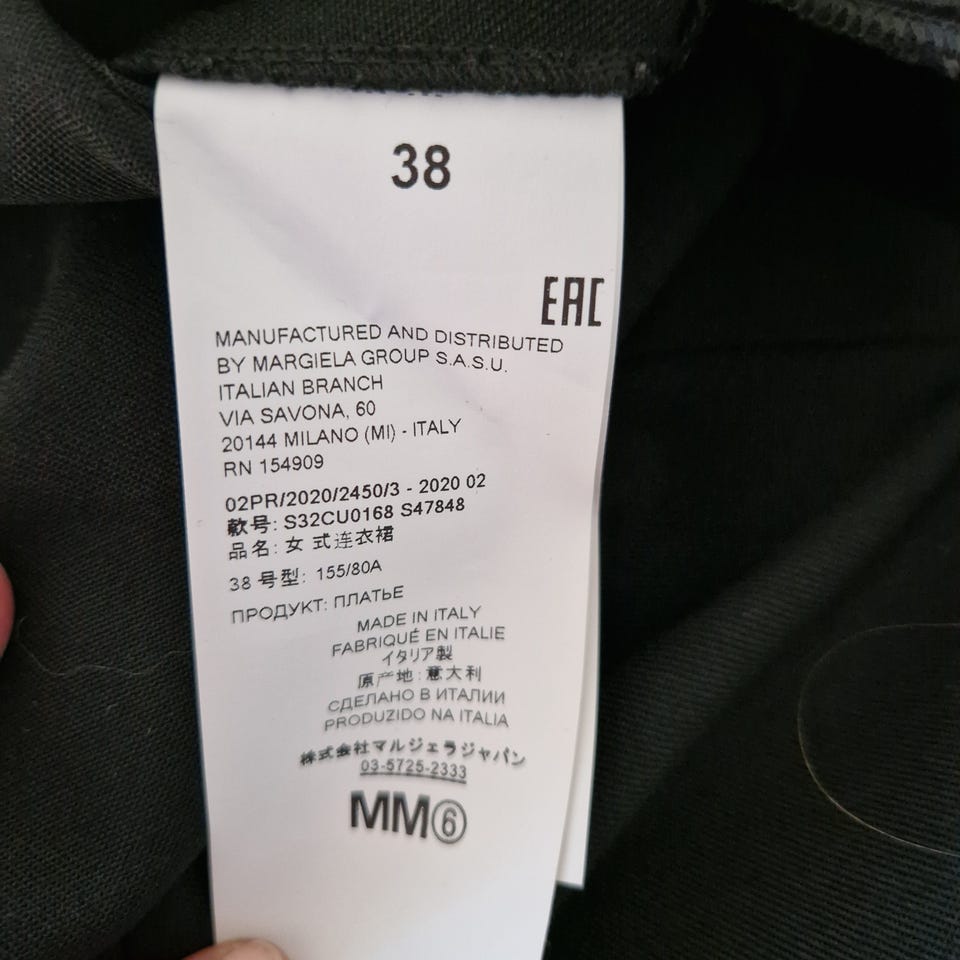 38
EAC
MANUFACTURED AND DISTRIBUTED
BY MARGIELA GROUP S.A.S.U.
ITALIAN BRANCH
VIA SAVONA, 60
20144 MILANO (MI) - ITALY
RN 154909
02PR/2020/2450/3 - 2020 02
款号: S32CU0168 S47848
品名: 女 式连衣裙
38 号型: 155/80A
ПРОДУКТ: ПЛАТЬЕ
MADE IN ITALY
FABRIQUÉ EN ITALIE
イタリア製
原产地: 意大利
СДЕЛАНО В ИТАЛИИ
PRODUZIDO NA ITALIA
株式会社マルジェラジャパン
03-5725-2333
MM⑥